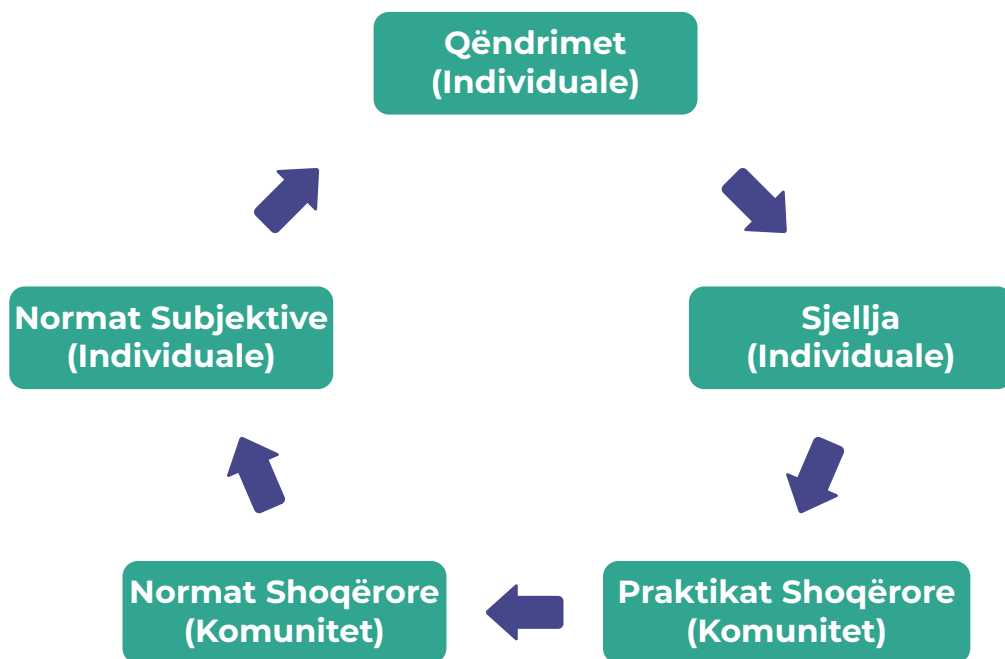 Qëndrimet
(Individuale)
Normat Subjektive
(Individuale)
Sjellja
(Individuale)
Normat Shoqërore
(Komunitet)
Praktikat Shoqërore
(Komunitet)